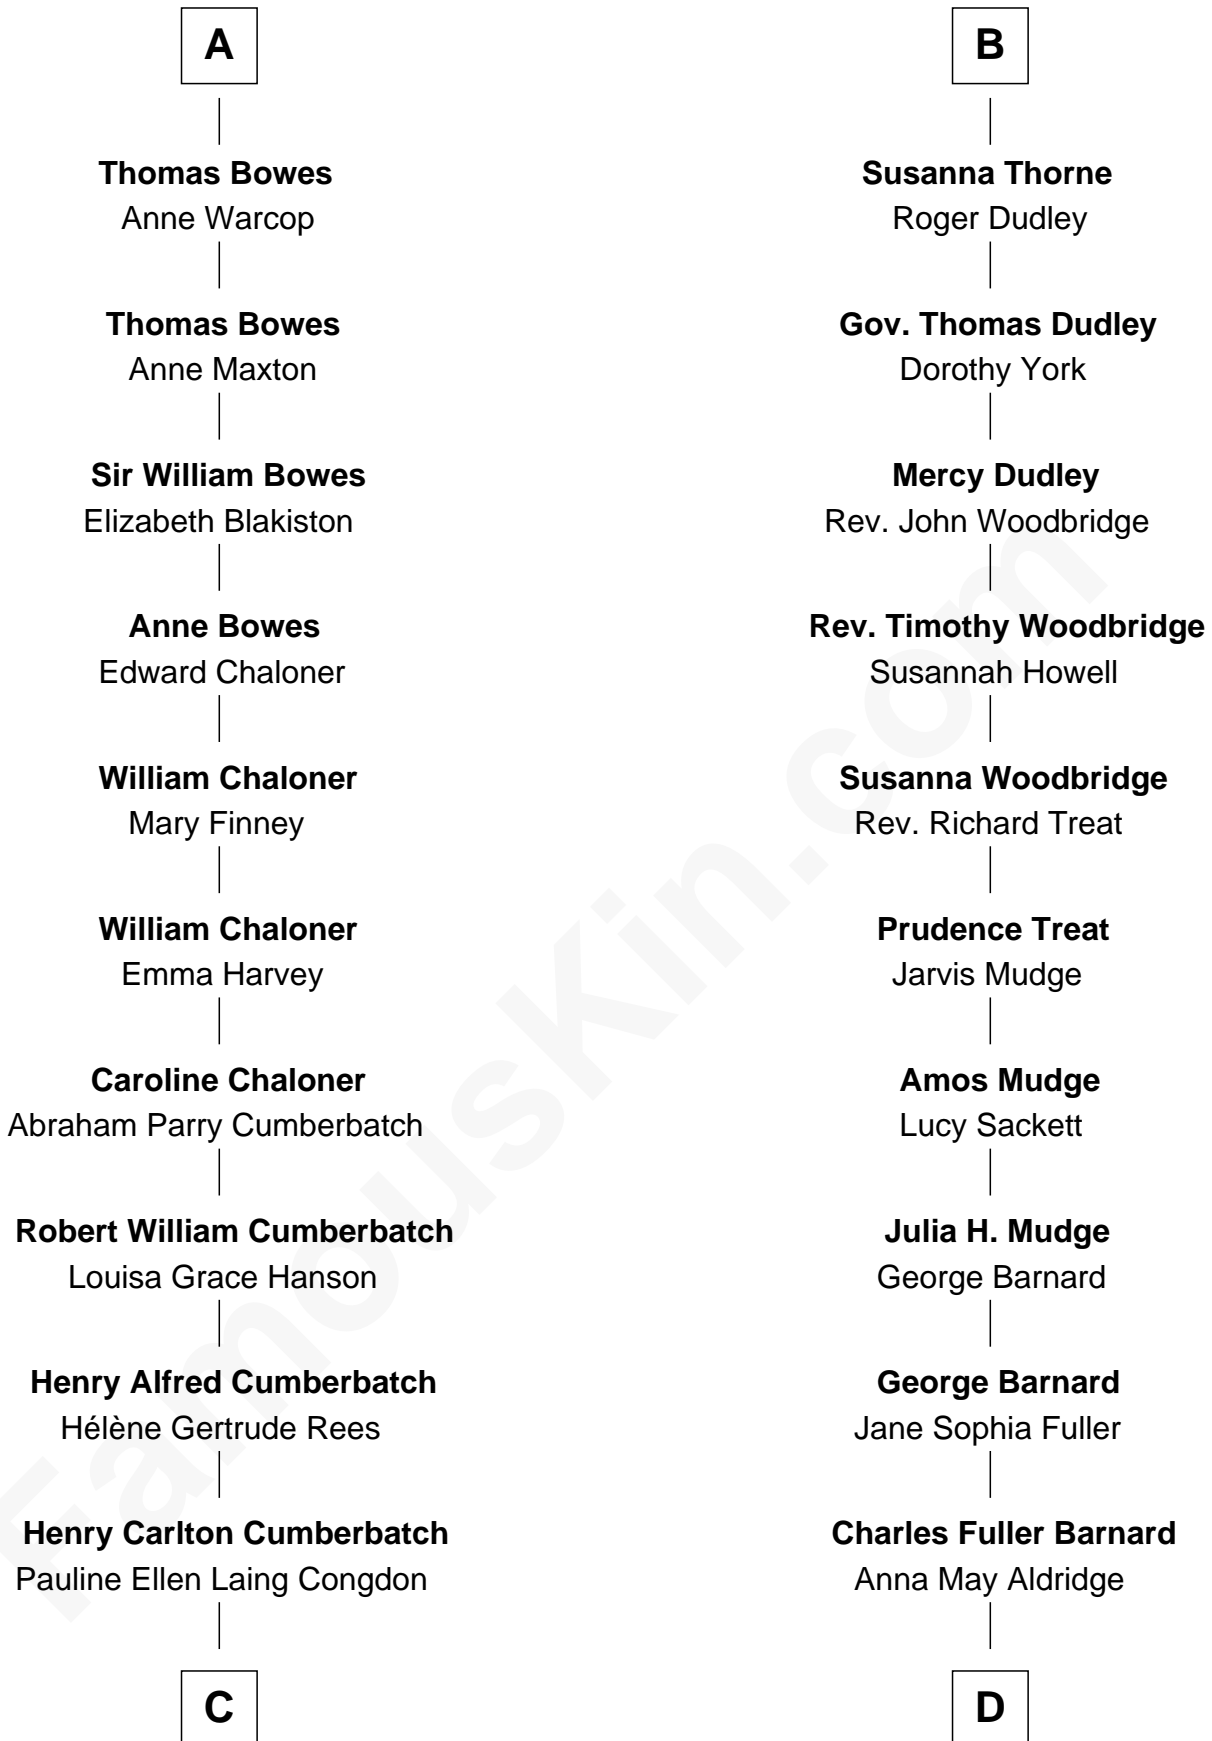 A
Thomas Bowes
Anne Warcop
Thomas Bowes
Anne Maxton
Sir William Bowes
Elizabeth Blakiston
Anne Bowes
Edward Chaloner
William Chaloner
Mary Finney
William Chaloner
Emma Harvey
Caroline Chaloner
Abraham Parry Cumberbatch
Robert William Cumberbatch
Louisa Grace Hanson
Henry Alfred Cumberbatch
Hélène Gertrude Rees
Henry Carlton Cumberbatch
Pauline Ellen Laing Congdon
C
B
Susanna Thorne
Roger Dudley
Gov. Thomas Dudley
Dorothy York
Mercy Dudley
Rev. John Woodbridge
Rev. Timothy Woodbridge
Susannah Howell
Susanna Woodbridge
Rev. Richard Treat
Prudence Treat
Jarvis Mudge
Amos Mudge
Lucy Sackett
Julia H. Mudge
George Barnard
George Barnard
Jane Sophia Fuller
Charles Fuller Barnard
Anna May Aldridge
D
FamousKin.com